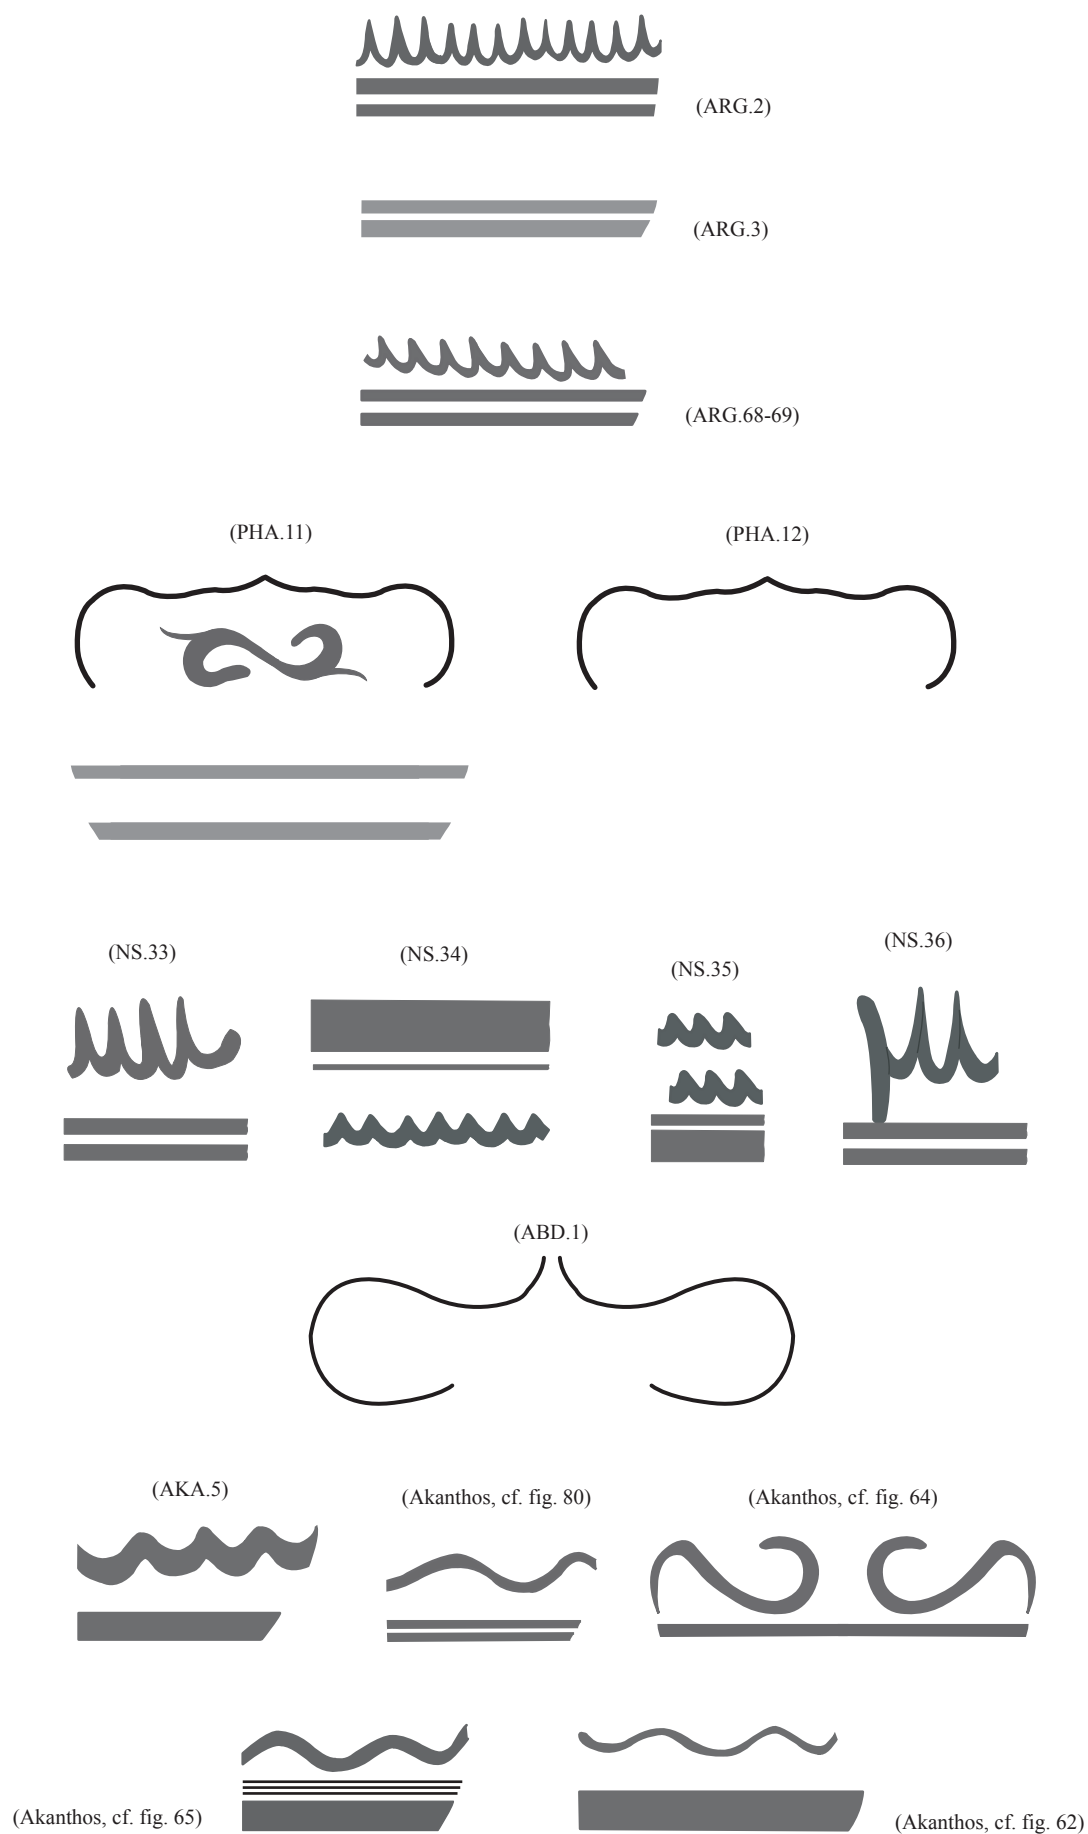 (ARG.2)
(ARG.3)
(ARG.68-69)
(PHA.11)
(PHA.12)
(NS.33)
(NS.34)
(NS.35)
(NS.36)
(ABD.1)
(AKA.5)
(Akanthos, cf. fig. 80)
(Akanthos, cf. fig. 64)
(Akanthos, cf. fig. 65)
(Akanthos, cf. fig. 62)